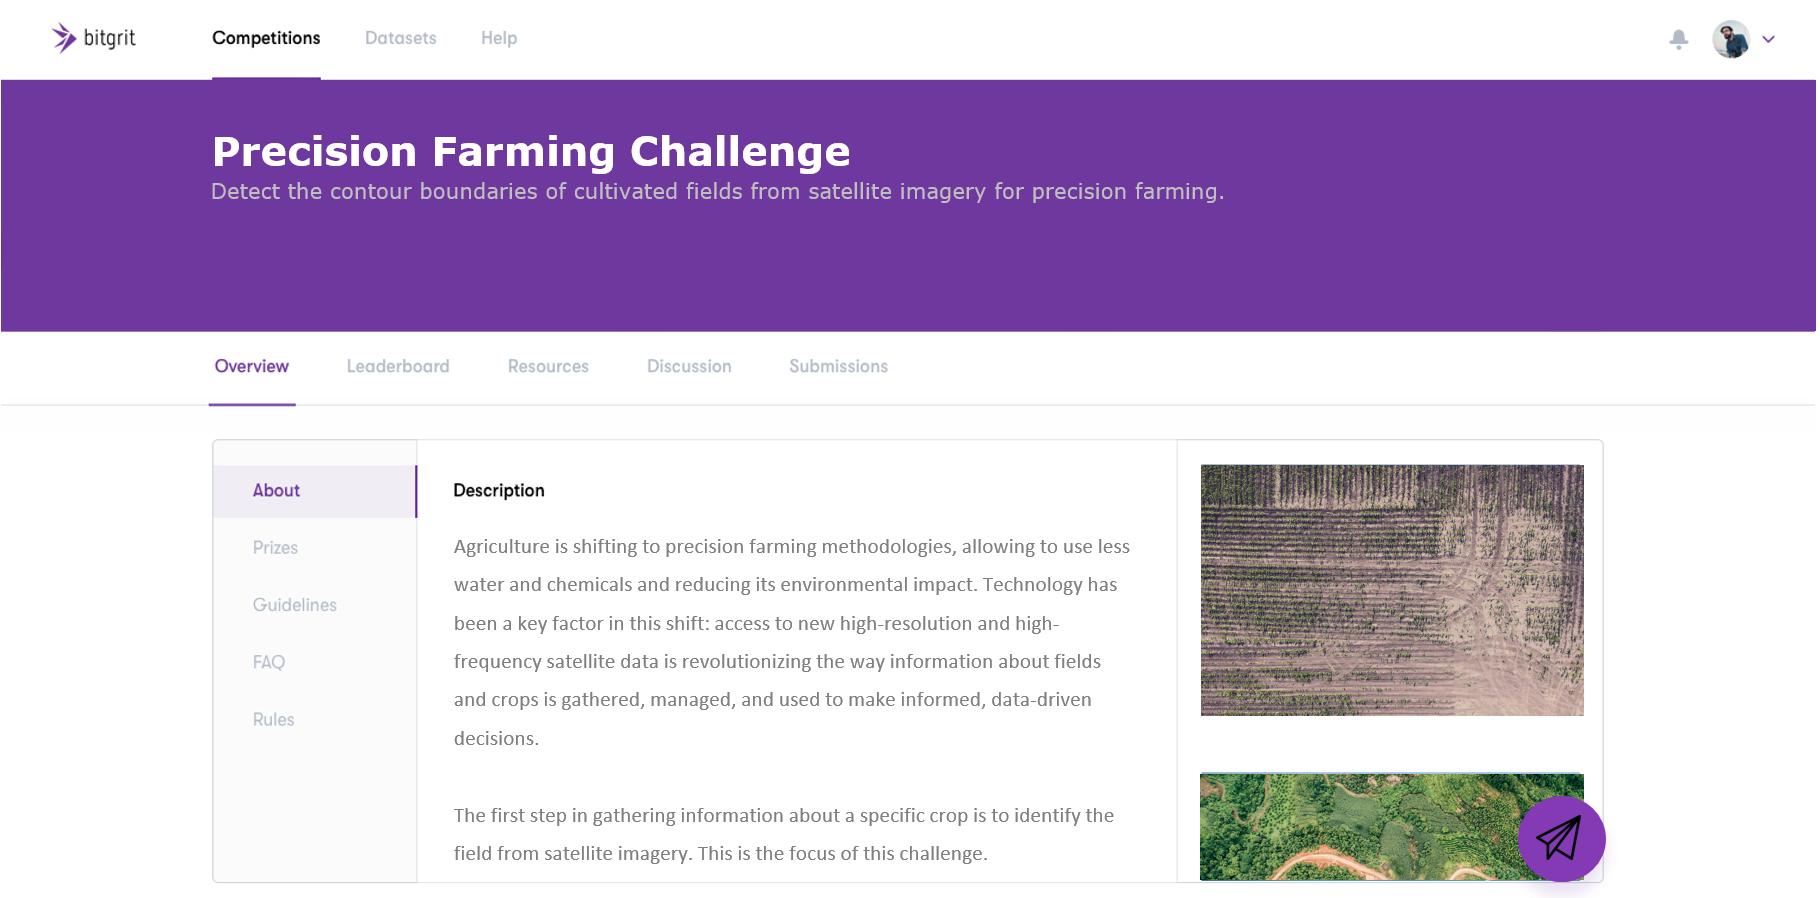 bitgrit
Competitions
Datasets
Help
Precision Farming Challenge
Detect the contour boundaries of cultivated fields from satellite imagery for precision farming.
Overview
Leaderboard
Resources
Discussion
Submissions
About
Prizes
Guidelines
FAQ
Rules
Description
Agriculture is shifting to precision farming methodologies, allowing to use less
water and chemicals and reducing its environmental impact. Technology has
been a key factor in this shift: access to new high-resolution and high-
frequency satellite data is revolutionizing the way information about fields
and crops is gathered, managed, and used to make informed, data-driven
decisions.
The first step in gathering information about a specific crop is to identify the
field from satellite imagery. This is the focus of this challenge.